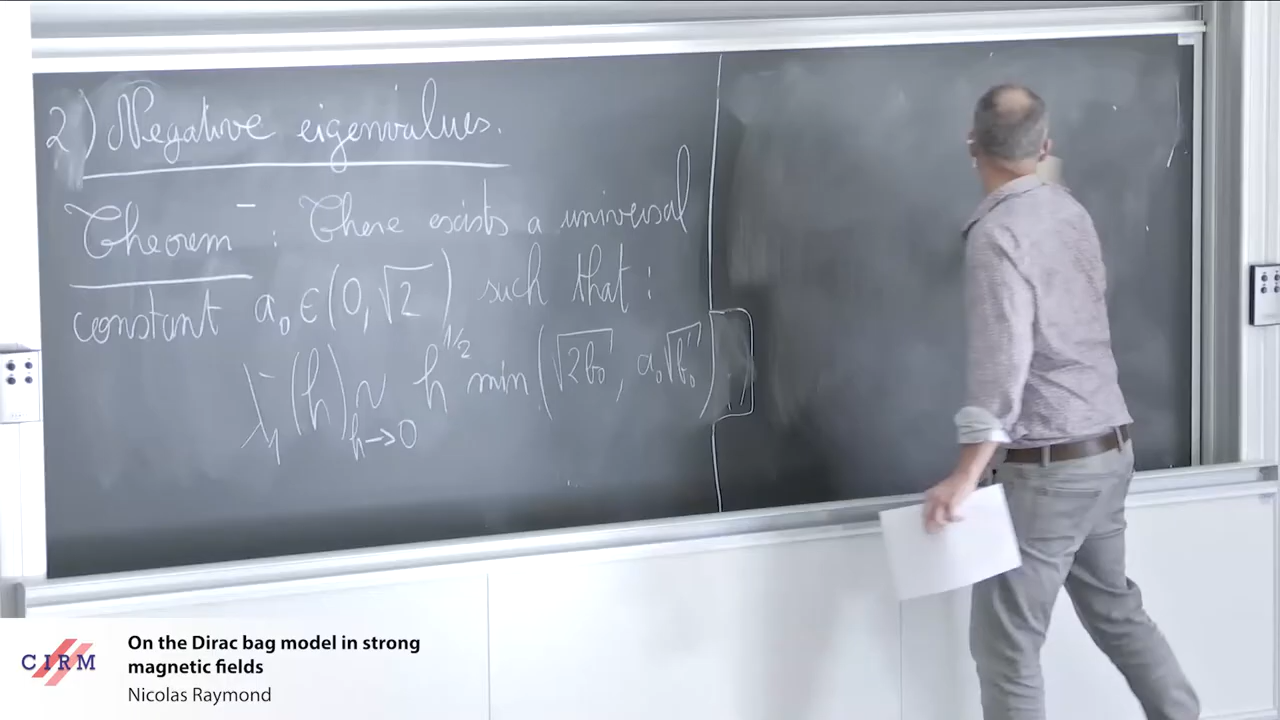 2) Negative eigenvalues.
Theorem⁻ : There exists a universal
constant a₀ ∈ (0, √2) such that :
λ₁⁻(h) ~ h^{1/2} min(√2b₀, a₀√b₀').
h→0
CIRM
On the Dirac bag model in strong
magnetic fields
Nicolas Raymond